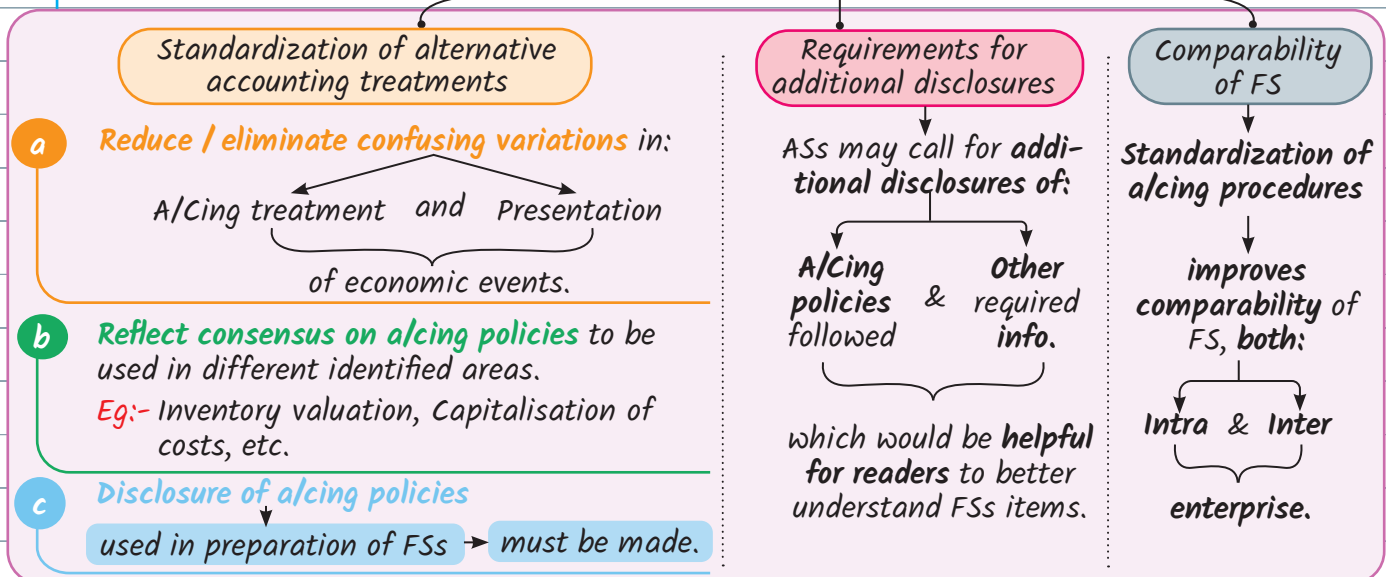 Standardization of alternative
accounting treatments
a
Reduce / eliminate confusing variations in:
A/Cing treatment and Presentation
of economic events.
b
Reflect consensus on a/cing policies to be
used in different identified areas.
Eg:- Inventory valuation, Capitalisation of
costs, etc.
c
Disclosure of a/cing policies
used in preparation of FSs
must be made.
Requirements for
additional disclosures
ASs may call for addi-
tional disclosures of:
A/Cing
policies
followed
&
Other
required
info.
which would be helpful
for readers to better
understand FSs items.
Comparability
of FS
Standardization of
a/cing procedures
improves
comparability of
FS, both:
Intra & Inter
enterprise.